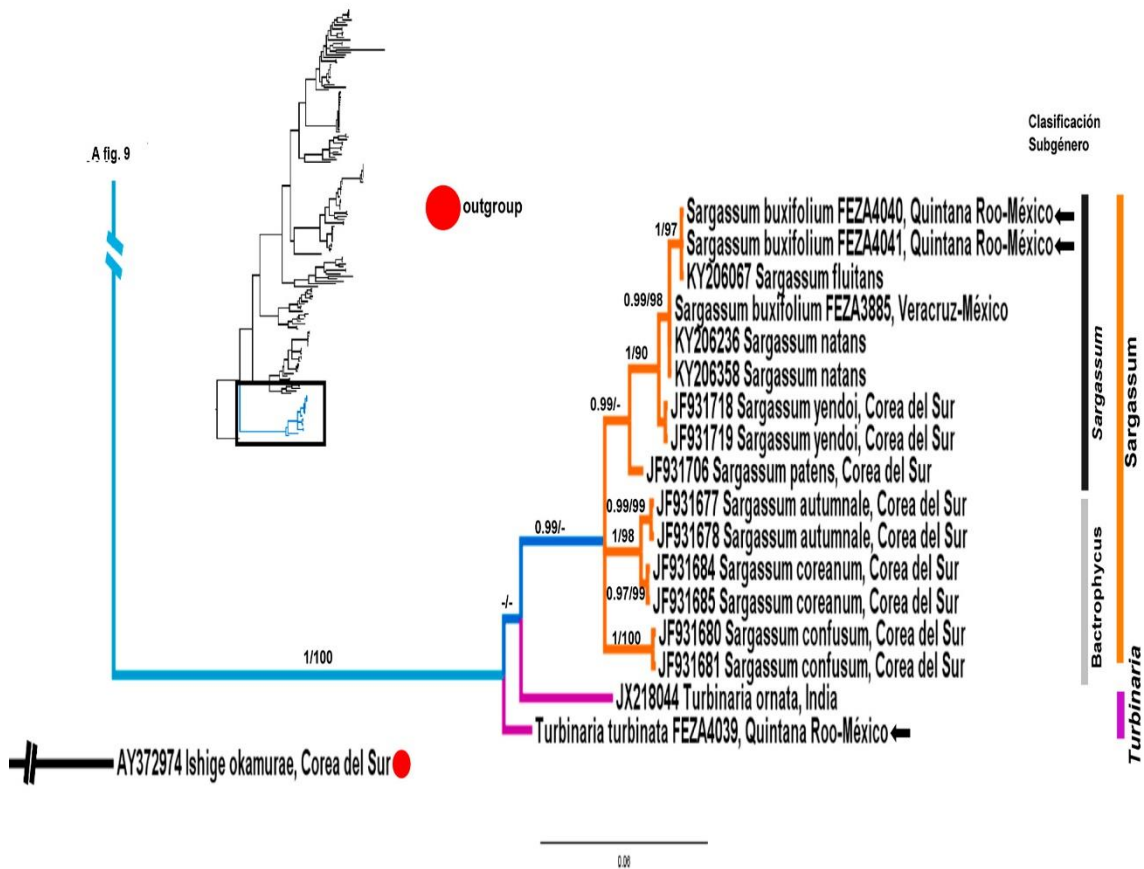 A fig. 9
outgroup
Clasificación
Subgénero
Sargassum buxifolium FEZA4040, Quintana Roo-México
1/97
Sargassum buxifolium FEZA4041, Quintana Roo-México
KY206067 Sargassum fluitans
0.99/98
Sargassum buxifolium FEZA3885, Veracruz-México
KY206236 Sargassum natans
1/90
KY206358 Sargassum natans
0.99/-
JF931718 Sargassum yendoi, Corea del Sur
JF931719 Sargassum yendoi, Corea del Sur
JF931706 Sargassum patens, Corea del Sur
0.99/99
JF931677 Sargassum autumnale, Corea del Sur
0.99/-
1/98
JF931678 Sargassum autumnale, Corea del Sur
JF931684 Sargassum coreanum, Corea del Sur
0.97/99
JF931685 Sargassum coreanum, Corea del Sur
-/-
1/100
JF931680 Sargassum confusum, Corea del Sur
1/100
JF931681 Sargassum confusum, Corea del Sur
JX218044 Turbinaria ornata, India
Turbinaria turbinata FEZA4039, Quintana Roo-México
AY372974 Ishige okamurae, Corea del Sur
Sargassum
Bactrophycus
Sargassum
Turbinaria
0.06